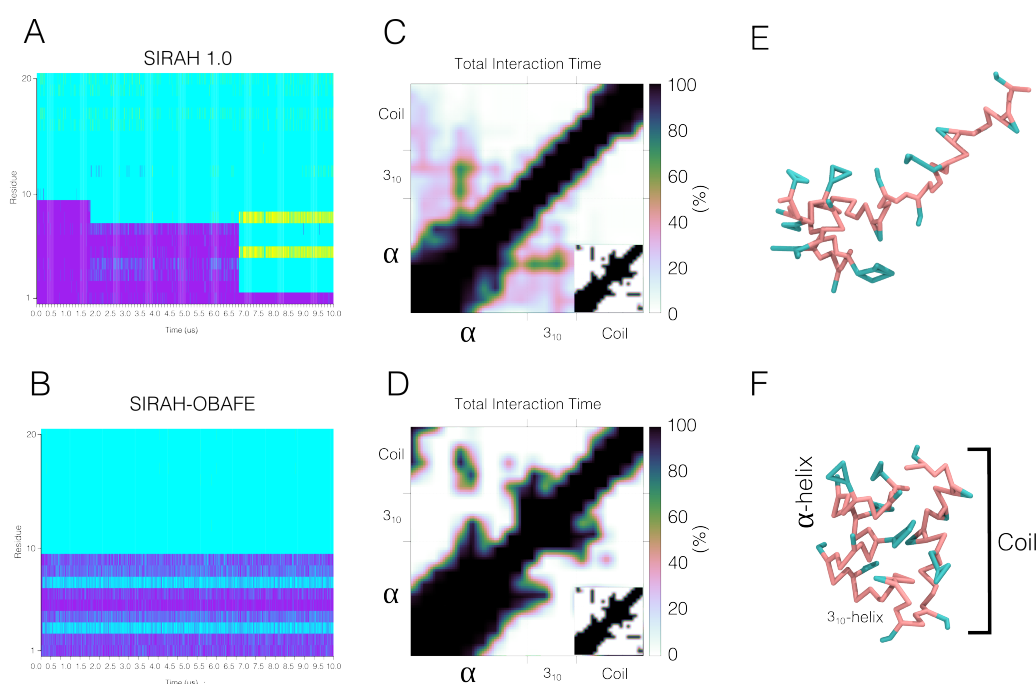 A
SIRAH 1.0
20
10
1
Residue
0.0 0.5 1.0 1.5 2.0 2.5 3.0 3.5 4.0 4.5 5.0 5.5 6.0 6.5 7.0 7.5 8.0 8.5 9.0 9.5 10.0
Time (us)
C
Total Interaction Time
Coil
3₁₀
α
α
3₁₀
Coil
100
80
60
40
20
0
(%)
E
B
SIRAH-OBAFE
20
10
1
Residue
0.0 0.5 1.0 1.5 2.0 2.5 3.0 3.5 4.0 4.5 5.0 5.5 6.0 6.5 7.0 7.5 8.0 8.5 9.0 9.5 10.0
Time (us)
D
Total Interaction Time
Coil
3₁₀
α
α
3₁₀
Coil
100
80
60
40
20
0
(%)
F
α-helix
3₁₀-helix
Coil